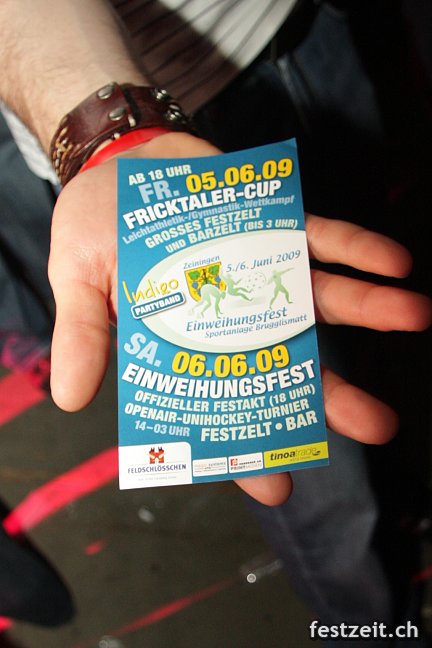 AB 18 UHR
FR. 05.06.09
FRICKTALER-CUP
Leichtathletik-/Gymnastik-Wettkampf
GROSSES FESTZELT
UND BARZELT (BIS 3 UHR)
Zeiningen
5./6. Juni 2009
Indigo
PARTYBAND
Einweihungsfest
Sportanlage Brugglismatt
SA. 06.06.09
EINWEIHUNGSFEST
OFFIZIELLER FESTAKT (18 UHR)
OPENAIR-UNIHOCKEY-TURNIER
14-03 UHR FESTZELT • BAR
FELDSCHLÖSSCHEN
tinoatrage
festzeit.ch